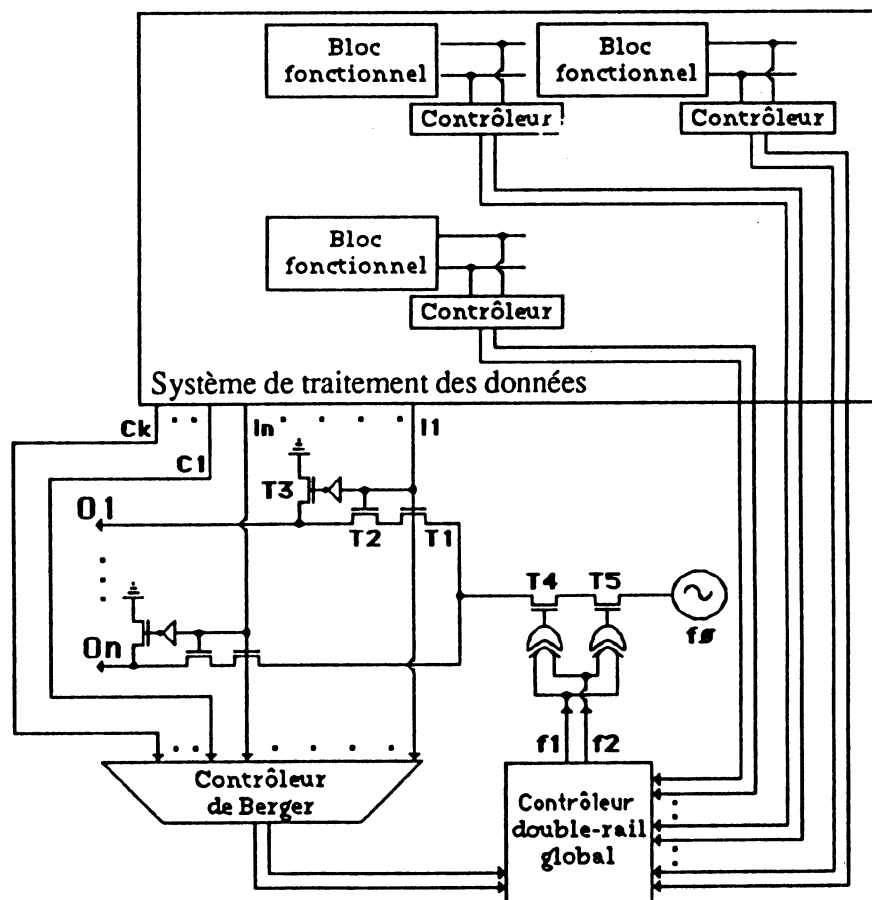 Bloc
fonctionnel
Bloc
fonctionnel
Contrôleur
Contrôleur
Bloc
fonctionnel
Contrôleur
Système de traitement des données
Ck
In
I1
C1
T3
O1
T2
T1
T4
T5
fø
On
f1
f2
Contrôleur
de Berger
Contrôleur
double-rail
global